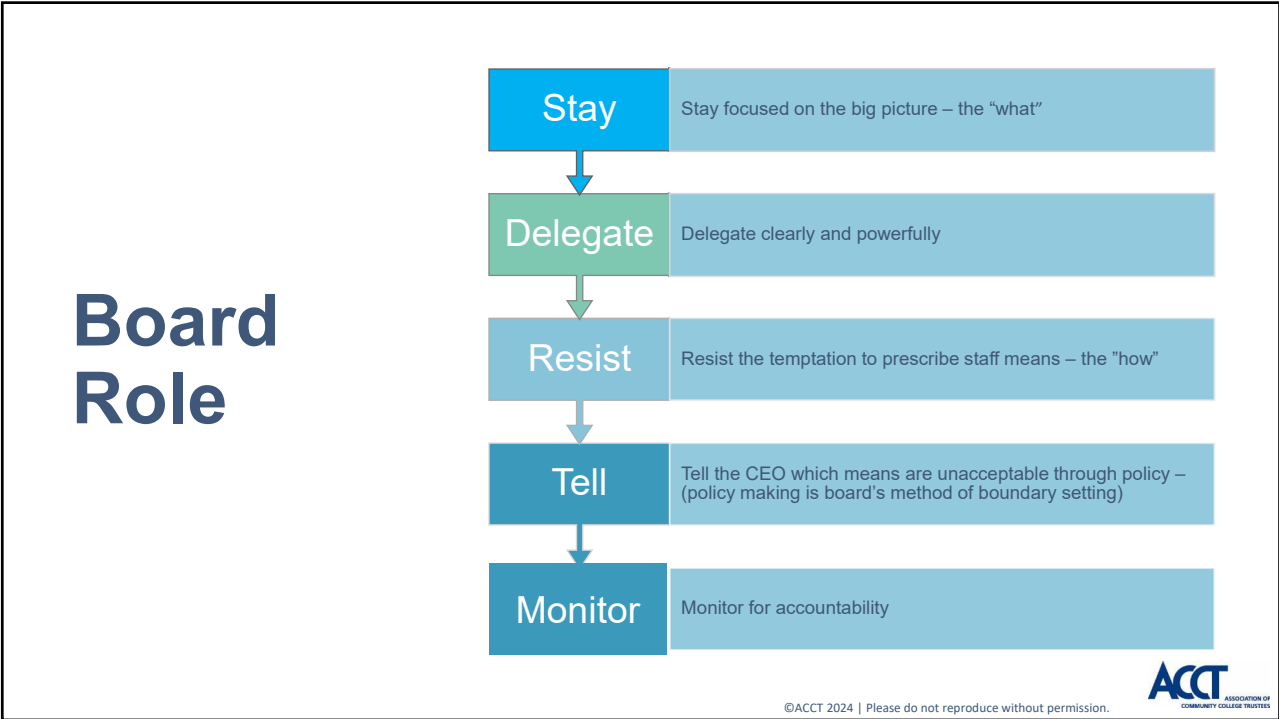 Board
Role
Stay
Stay focused on the big picture – the “what”
Delegate
Delegate clearly and powerfully
Resist
Resist the temptation to prescribe staff means – the ”how”
Tell
Tell the CEO which means are unacceptable through policy –
(policy making is board’s method of boundary setting)
Monitor
Monitor for accountability
©ACCT 2024 | Please do not reproduce without permission.
ACCT
ASSOCIATION OF
COMMUNITY COLLEGE TRUSTEES